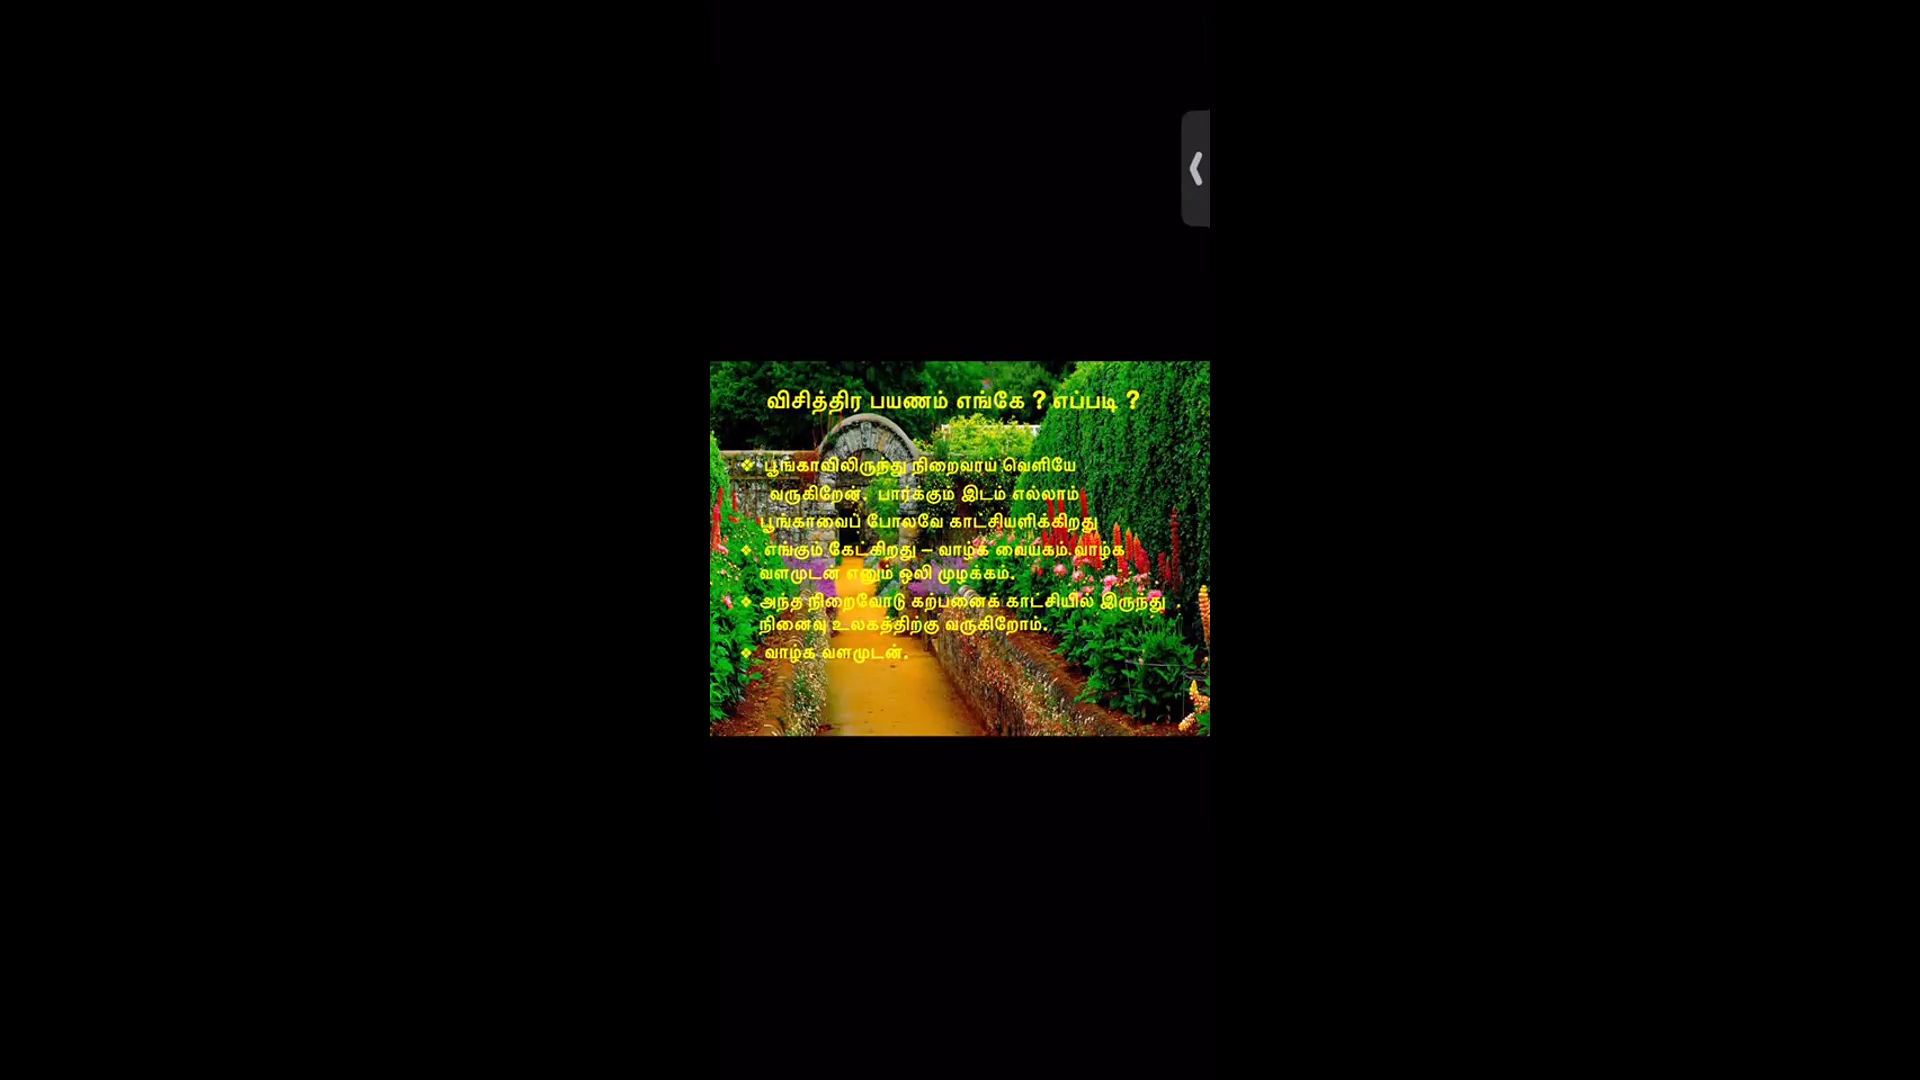 விசித்திர பயணம் எங்கே ? எப்படி ?
❖ பூங்காவிலிருந்து நிறைவாய் வெளியே
வருகிறேன். பார்க்கும் இடம் எல்லாம்
பூங்காவைப் போலவே காட்சியளிக்கிறது
❖ எங்கும் கேட்கிறது – வாழ்க வையகம் வாழ்க
வளமுடன் எனும் ஒலி முழக்கம்.
❖ அந்த நிறைவோடு கற்பனைக் காட்சியில் இருந்து .
நினைவு உலகத்திற்கு வருகிறோம்.
❖ வாழ்க வளமுடன்.